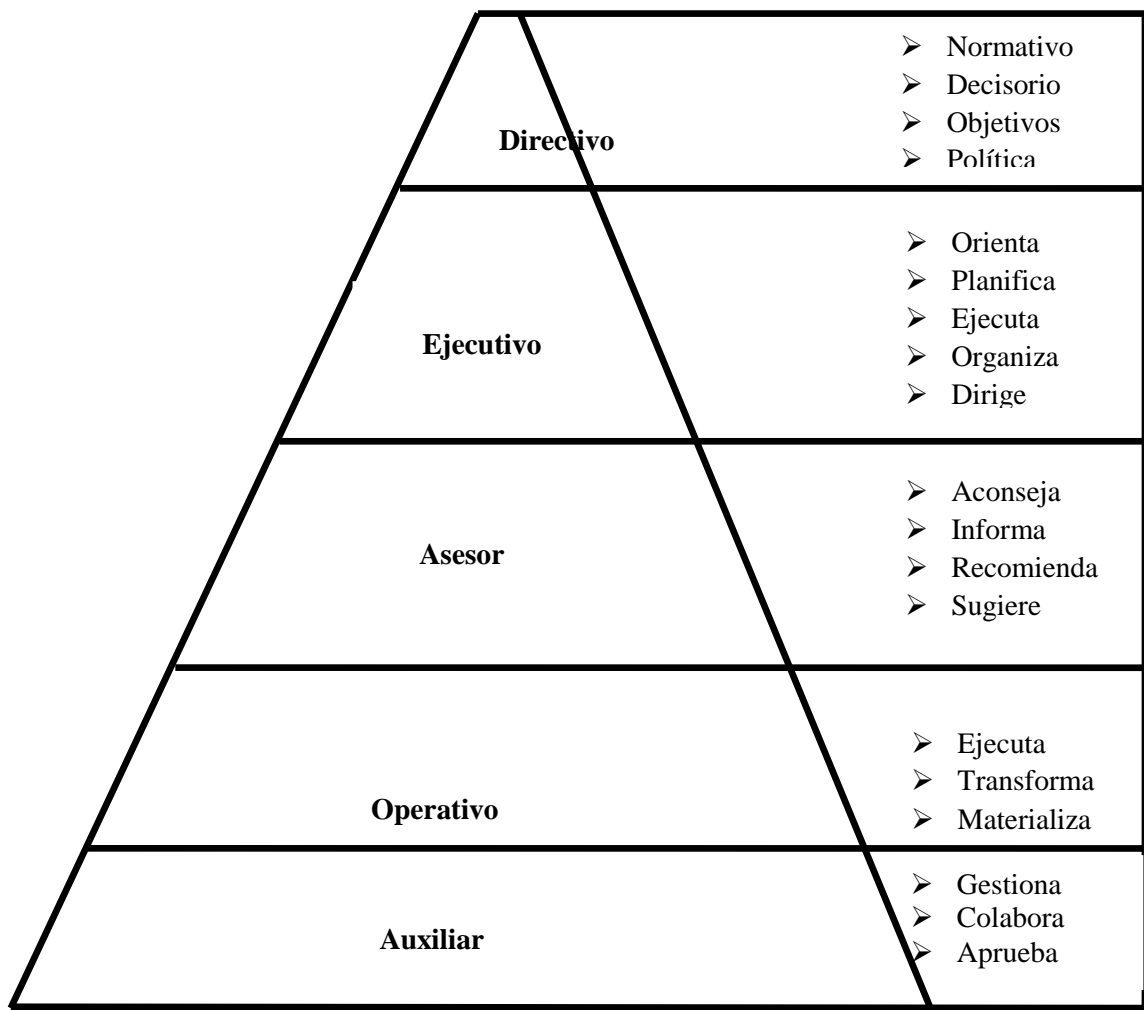 Directivo
➢ Normativo
➢ Decisorio
➢ Objetivos
➢ Política
Ejecutivo
➢ Orienta
➢ Planifica
➢ Ejecuta
➢ Organiza
➢ Dirige
Asesor
➢ Aconseja
➢ Informa
➢ Recomienda
➢ Sugiere
Operativo
➢ Ejecuta
➢ Transforma
➢ Materializa
Auxiliar
➢ Gestiona
➢ Colabora
➢ Aprueba